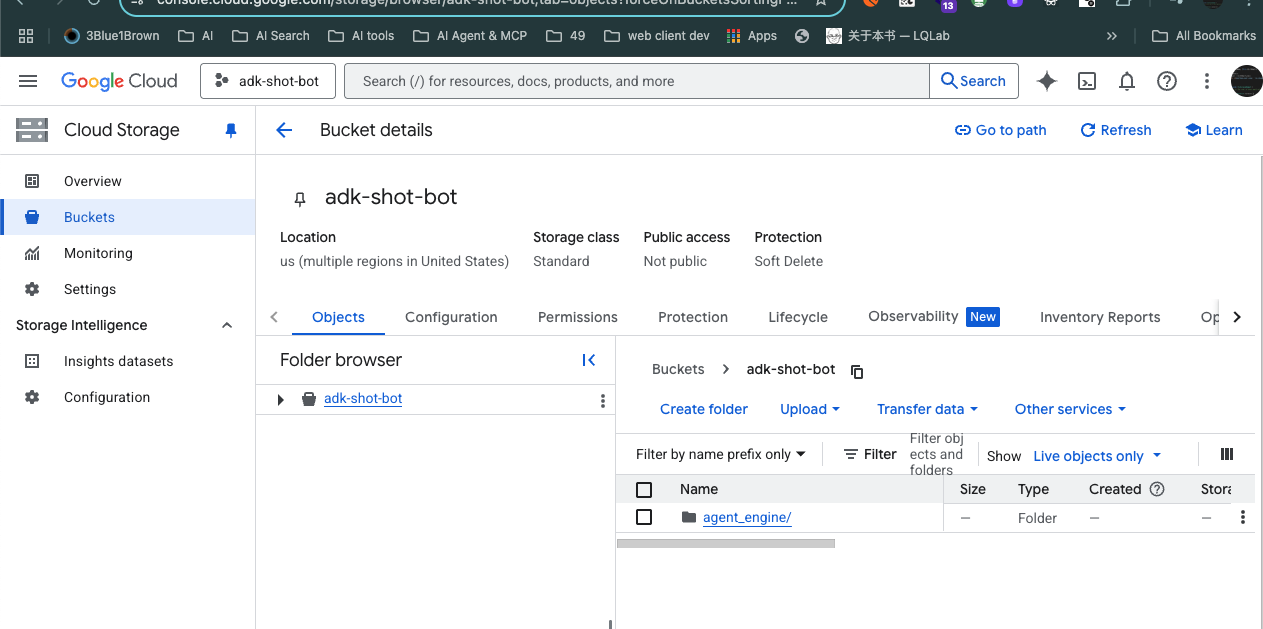 console.cloud.google.com/storage/browser/adk-shot-bot;tab=objects?forceOnBucketsSortingF...
13
3Blue1Brown AI AI Search AI tools AI Agent & MCP 49 web client dev Apps 关于本书 — LQLab » All Bookmarks
Google Cloud adk-shot-bot Search (/) for resources, docs, products, and more Search
Cloud Storage Bucket details Go to path Refresh Learn
Overview
Buckets
Monitoring
Settings
Storage Intelligence
Insights datasets
Configuration
adk-shot-bot
Location Storage class Public access Protection
us (multiple regions in United States) Standard Not public Soft Delete
Objects Configuration Permissions Protection Lifecycle Observability New Inventory Reports Op
Folder browser
adk-shot-bot
Buckets > adk-shot-bot
Create folder Upload Transfer data Other services
Filter by name prefix only Filter Filter obj
ects and
folders
Show Live objects only
Name Size Type Created Stora
agent_engine/ — Folder — —